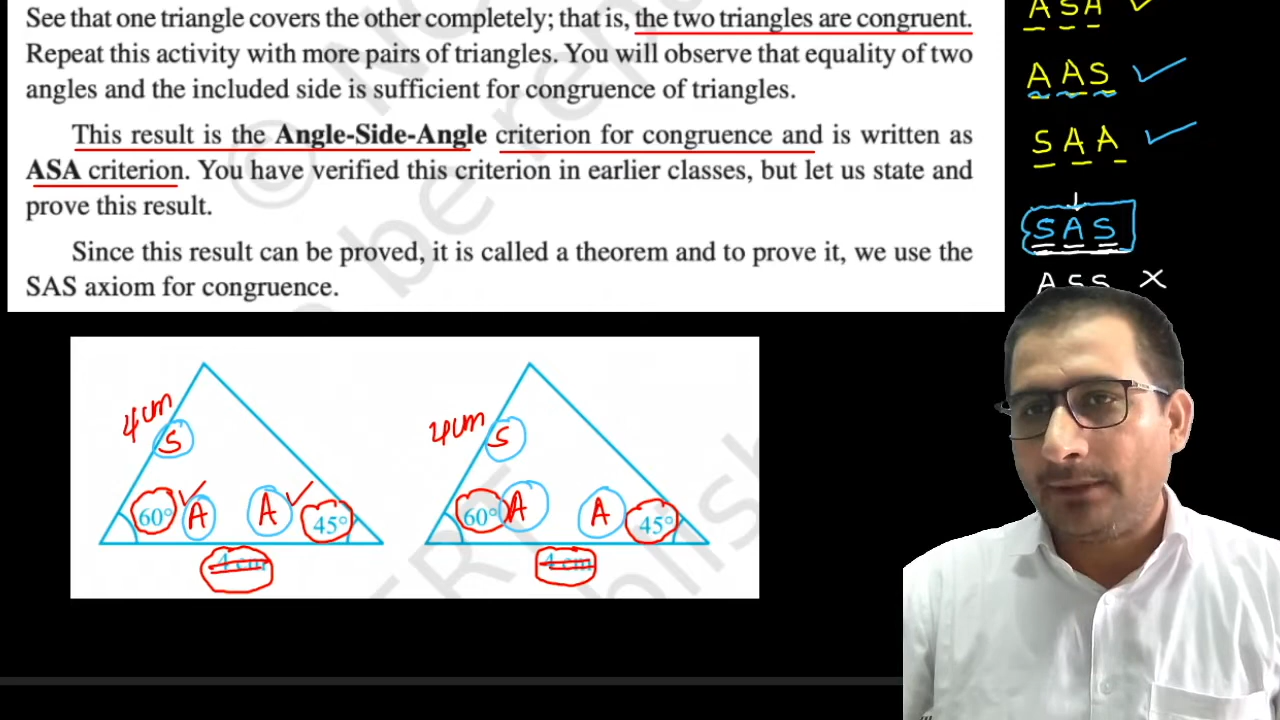 See that one triangle covers the other completely; that is, the two triangles are congruent.
Repeat this activity with more pairs of triangles. You will observe that equality of two
angles and the included side is sufficient for congruence of triangles.
This result is the Angle-Side-Angle criterion for congruence and is written as
ASA criterion. You have verified this criterion in earlier classes, but let us state and
prove this result.
Since this result can be proved, it is called a theorem and to prove it, we use the
SAS axiom for congruence.
ASA ✓
AAS ✓
SAA ✓
SAS
ASS ×
4cm
S
60° A
A 45°
4 cm
4cm
S
60° A
A 45°
4 cm